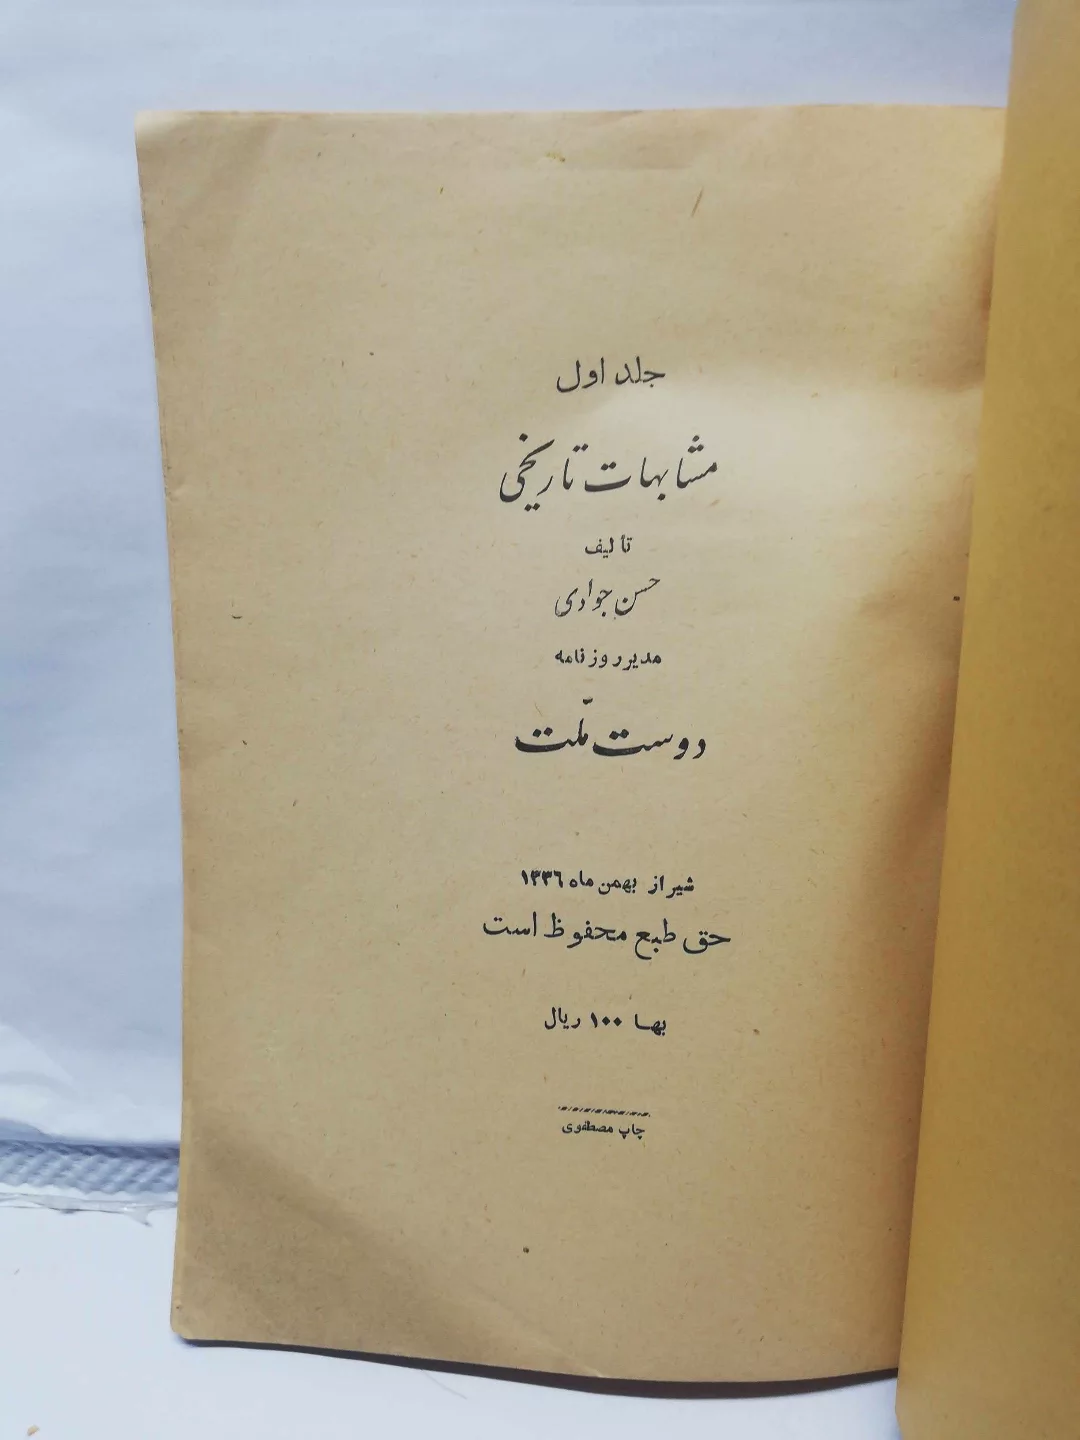 جلد اول
مشابهات تاریخی
تألیف
حسن جوادی
مدیر روزنامه
دوست ملّت
شیراز بهمن ماه ۱۳۳۶
حق طبع محفوظ است
بها ۱۰۰ ریال
چاپ مصطفوی